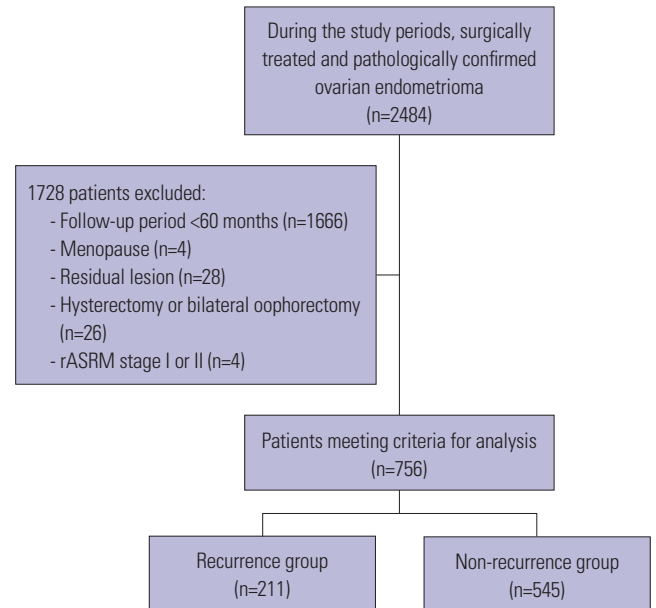 During the study periods, surgically
treated and pathologically confirmed
ovarian endometrioma
(n=2484)
1728 patients excluded:
- Follow-up period <60 months (n=1666)
- Menopause (n=4)
- Residual lesion (n=28)
- Hysterectomy or bilateral oophorectomy
(n=26)
- rASRM stage I or II (n=4)
Patients meeting criteria for analysis
(n=756)
Recurrence group
(n=211)
Non-recurrence group
(n=545)